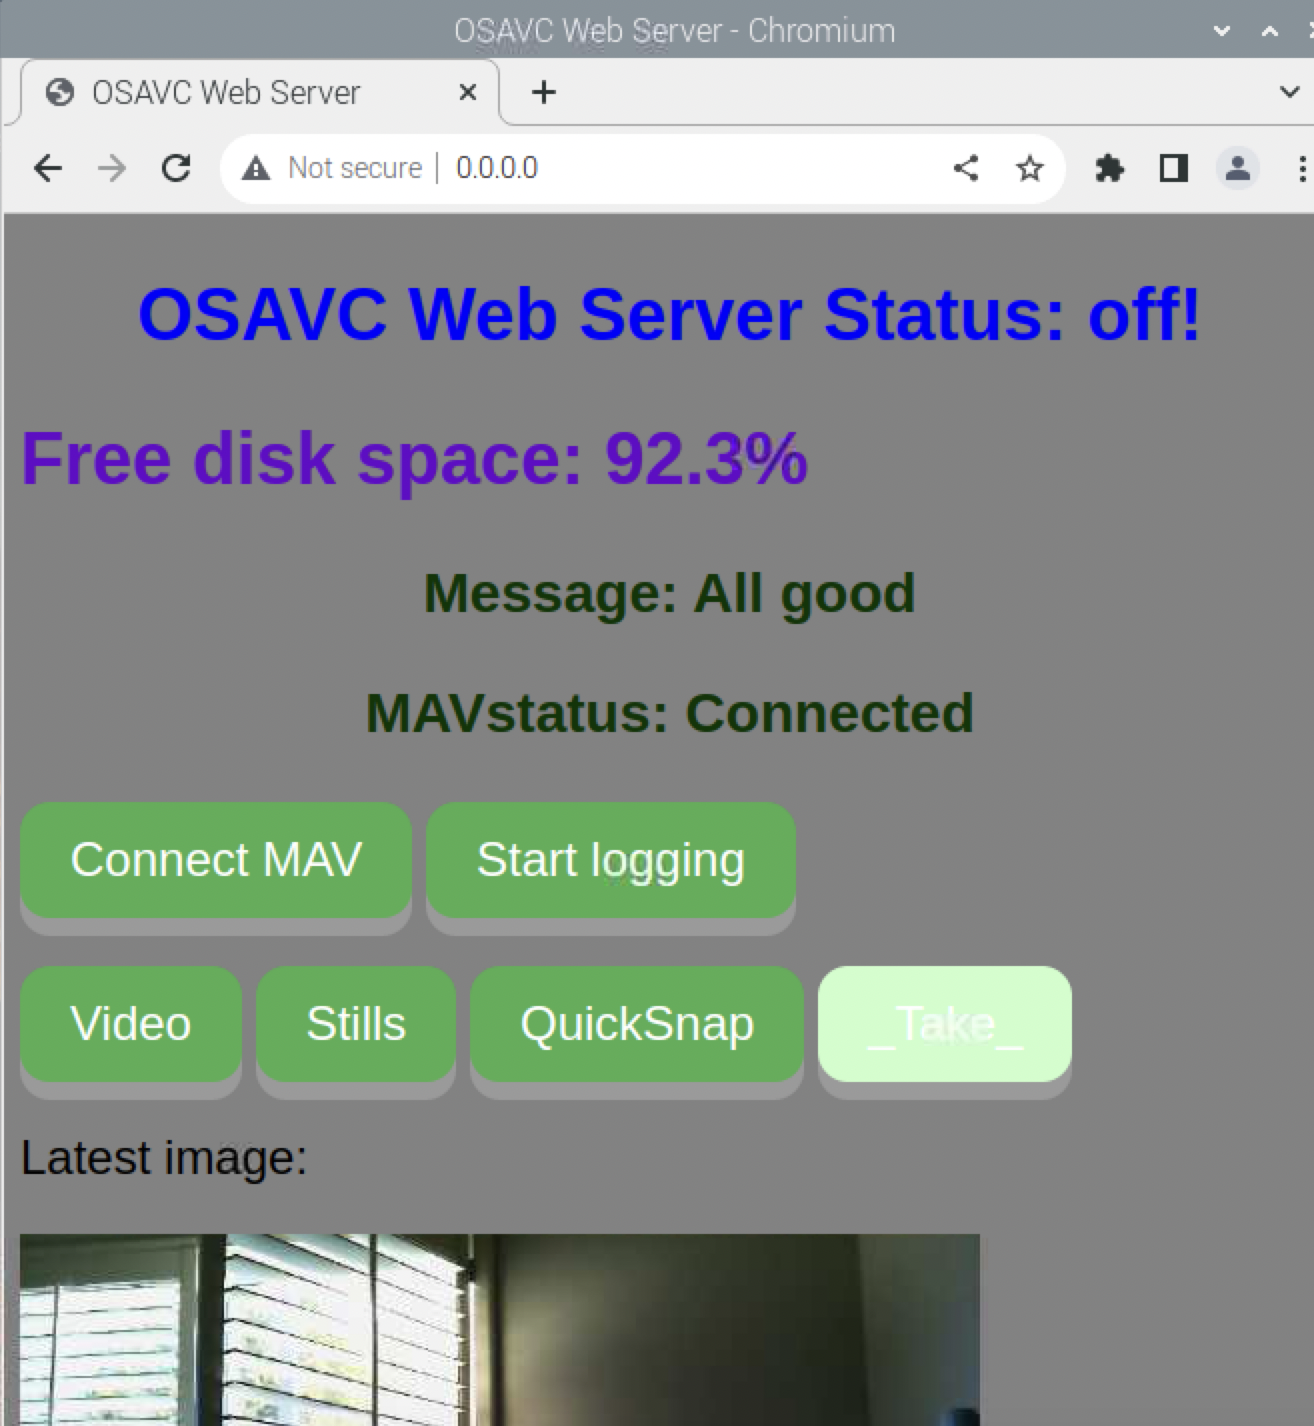 OSAVC Web Server - Chromium
OSAVC Web Server
Not secure 0.0.0.0
OSAVC Web Server Status: off!
Free disk space: 92.3%
Message: All good
MAVstatus: Connected
Connect MAV Start logging
Video Stills QuickSnap _Take_
Latest image: